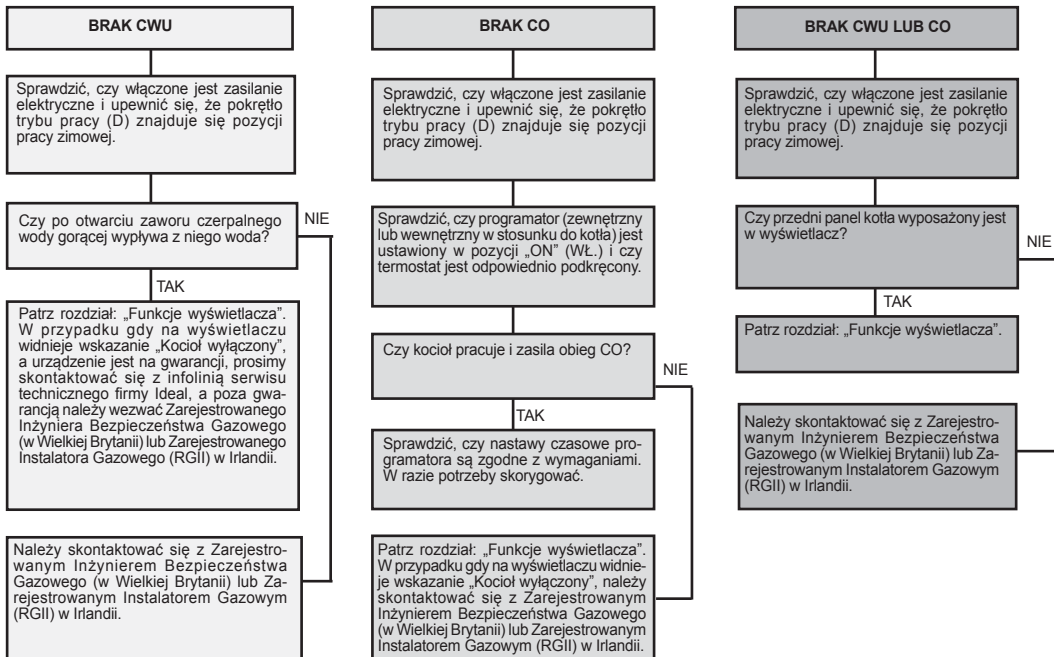 BRAK CWU
Sprawdzić, czy włączone jest zasilanie
elektryczne i upewnić się, że pokrętło
trybu pracy (D) znajduje się pozycji
pracy zimowej.
Czy po otwarciu zaworu czerpalnego
wody gorącej wypływa z niego woda?
NIE
TAK
Patrz rozdział: „Funkcje wyświetlacza”.
W przypadku gdy na wyświetlaczu
widnieje wskazanie „Kocioł wyłączony”,
a urządzenie jest na gwarancji, prosimy
skontaktować się z infolinią serwisu
technicznego firmy Ideal, a poza gwa-
rancją należy wezwać Zarejestrowanego
Inżyniera Bezpieczeństwa Gazowego
(w Wielkiej Brytanii) lub Zarejestrowanego
Instalatora Gazowego (RGII) w Irlandii.
Należy skontaktować się z Zarejestro-
wanym Inżynierem Bezpieczeństwa
Gazowego (w Wielkiej Brytanii) lub Za-
rejestrowanym Instalatorem Gazowym
(RGII) w Irlandii.
BRAK CO
Sprawdzić, czy włączone jest zasilanie
elektryczne i upewnić się, że pokrętło
trybu pracy (D) znajduje się pozycji
pracy zimowej.
Sprawdzić, czy programator (zewnętrzny
lub wewnętrzny w stosunku do kotła) jest
ustawiony w pozycji „ON” (WŁ.) i czy
termostat jest odpowiednio podkręcony.
Czy kocioł pracuje i zasila obieg CO?
NIE
TAK
Sprawdzić, czy nastawy czasowe pro-
gramatora są zgodne z wymaganiami.
W razie potrzeby skorygować.
Patrz rozdział: „Funkcje wyświetlacza”.
W przypadku gdy na wyświetlaczu widnie-
je wskazanie „Kocioł wyłączony”, należy
skontaktować się z Zarejestrowanym
Inżynierem Bezpieczeństwa Gazowego
(w Wielkiej Brytanii) lub Zarejestrowanym
Instalatorem Gazowym (RGII) w Irlandii.
BRAK CWU LUB CO
Sprawdzić, czy włączone jest zasilanie
elektryczne i upewnić się, że pokrętło
trybu pracy (D) znajduje się pozycji
pracy zimowej.
Czy przedni panel kotła wyposażony jest
w wyświetlacz?
NIE
TAK
Patrz rozdział: „Funkcje wyświetlacza”.
Należy skontaktować się z Zarejestro-
wanym Inżynierem Bezpieczeństwa
Gazowego (w Wielkiej Brytanii) lub Za-
rejestrowanym Instalatorem Gazowym
(RGII) w Irlandii.